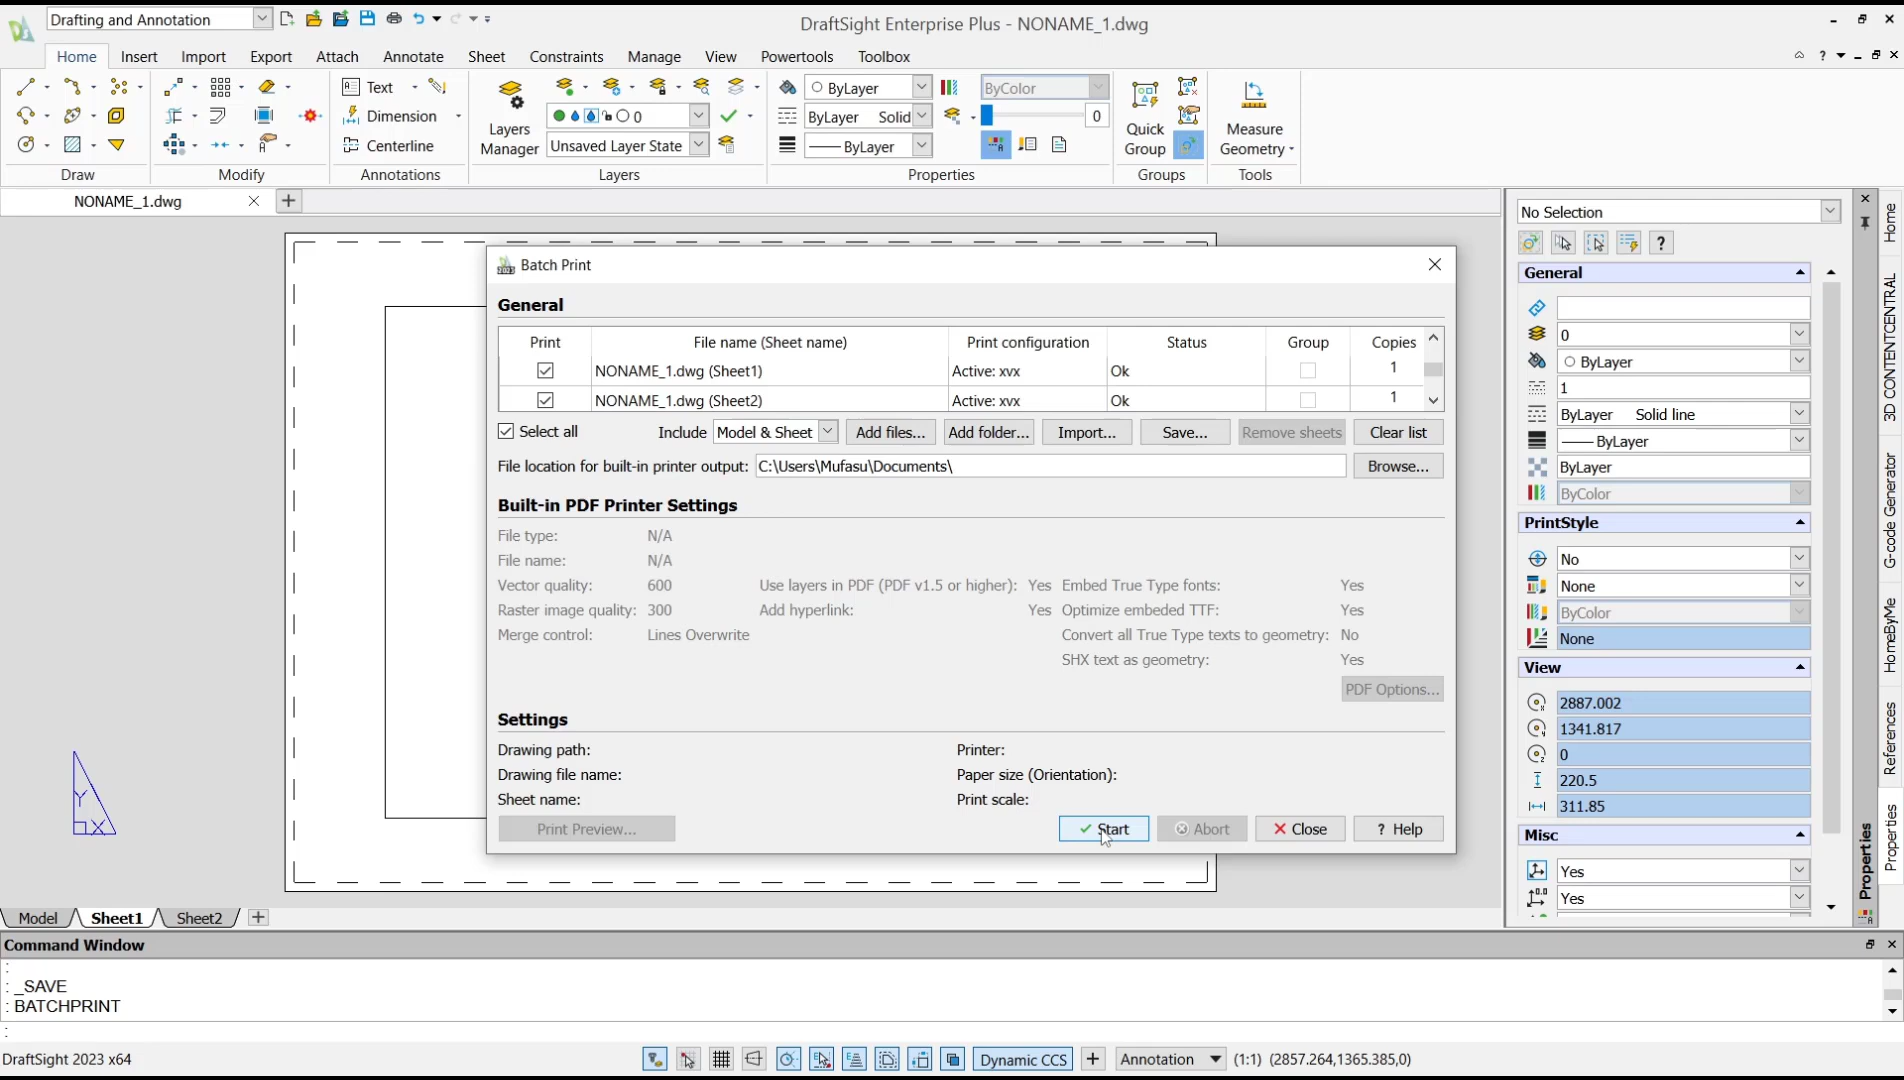 Drafting and Annotation
DraftSight Enterprise Plus - NONAME_1.dwg
Home Insert Import Export Attach Annotate Sheet Constraints Manage View Powertools Toolbox
Text
Dimension
Centerline
Layers Manager
0
Unsaved Layer State
ByLayer
ByLayer Solid
ByLayer
ByColor
0
Quick Group
Measure Geometry
Draw Modify Annotations Layers Properties Groups Tools
NONAME_1.dwg
Batch Print
General
Print File name (Sheet name) Print configuration Status Group Copies
NONAME_1.dwg (Sheet1) Active: xvx Ok 1
NONAME_1.dwg (Sheet2) Active: xvx Ok 1
Select all Include Model & Sheet Add files... Add folder... Import... Save... Remove sheets Clear list
File location for built-in printer output: C:\Users\Mufasu\Documents\ Browse...
Built-in PDF Printer Settings
File type: N/A
File name: N/A
Vector quality: 600 Use layers in PDF (PDF v1.5 or higher): Yes Embed True Type fonts: Yes
Raster image quality: 300 Add hyperlink: Yes Optimize embeded TTF: Yes
Merge control: Lines Overwrite Convert all True Type texts to geometry: No
SHX text as geometry: Yes
PDF Options...
Settings
Drawing path: Printer:
Drawing file name: Paper size (Orientation):
Sheet name: Print scale:
Print Preview... Start Abort Close ? Help
Y
X
No Selection
General
0
ByLayer
1
ByLayer Solid line
ByLayer
ByLayer
ByColor
PrintStyle
No
None
ByColor
None
View
2887.002
1341.817
0
220.5
311.85
Misc
Yes
Yes
Properties
Home
3D CONTENTCENTRAL
G-code Generator
HomeByMe
References
Properties
Model Sheet1 Sheet2
Command Window
:
: _SAVE
: BATCHPRINT
:
DraftSight 2023 x64
Dynamic CCS
Annotation (1:1) (2857.264,1365.385,0)